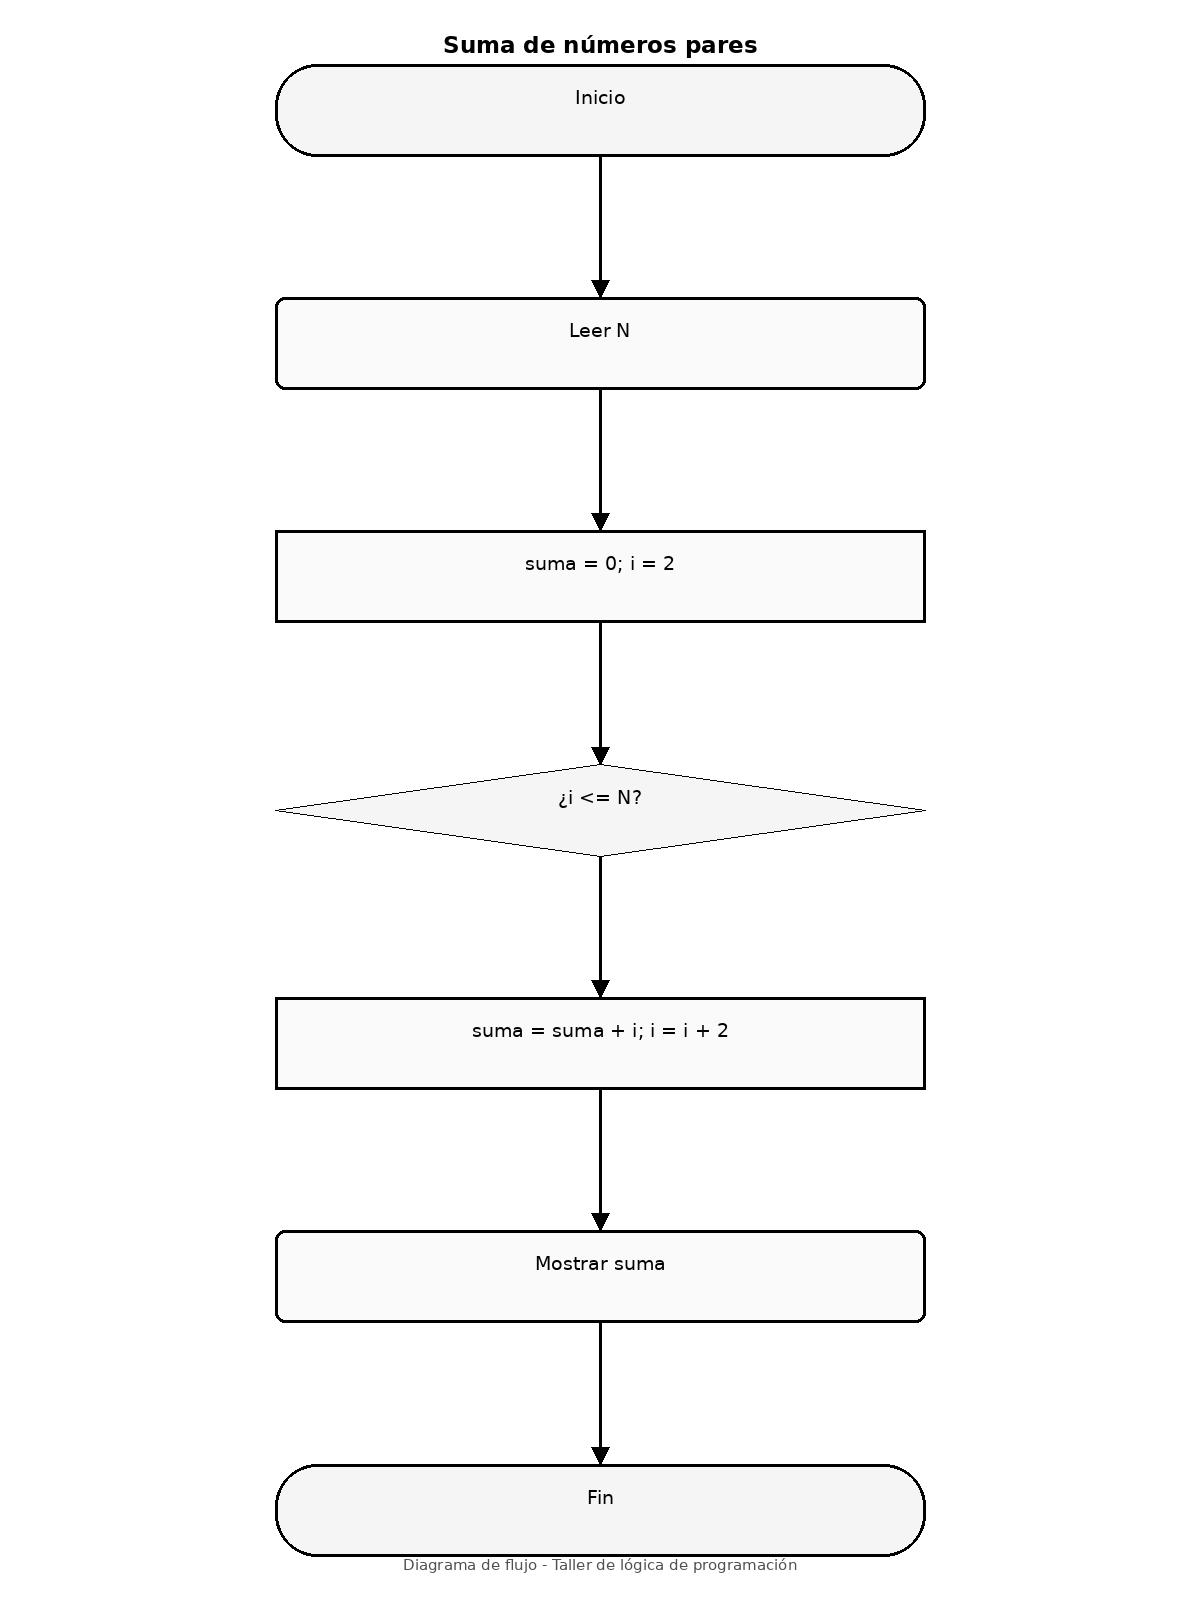 Suma de números pares
Inicio
Leer N
suma = 0; i = 2
¿i <= N?
suma = suma + i; i = i + 2
Mostrar suma
Fin
Diagrama de flujo - Taller de lógica de programación